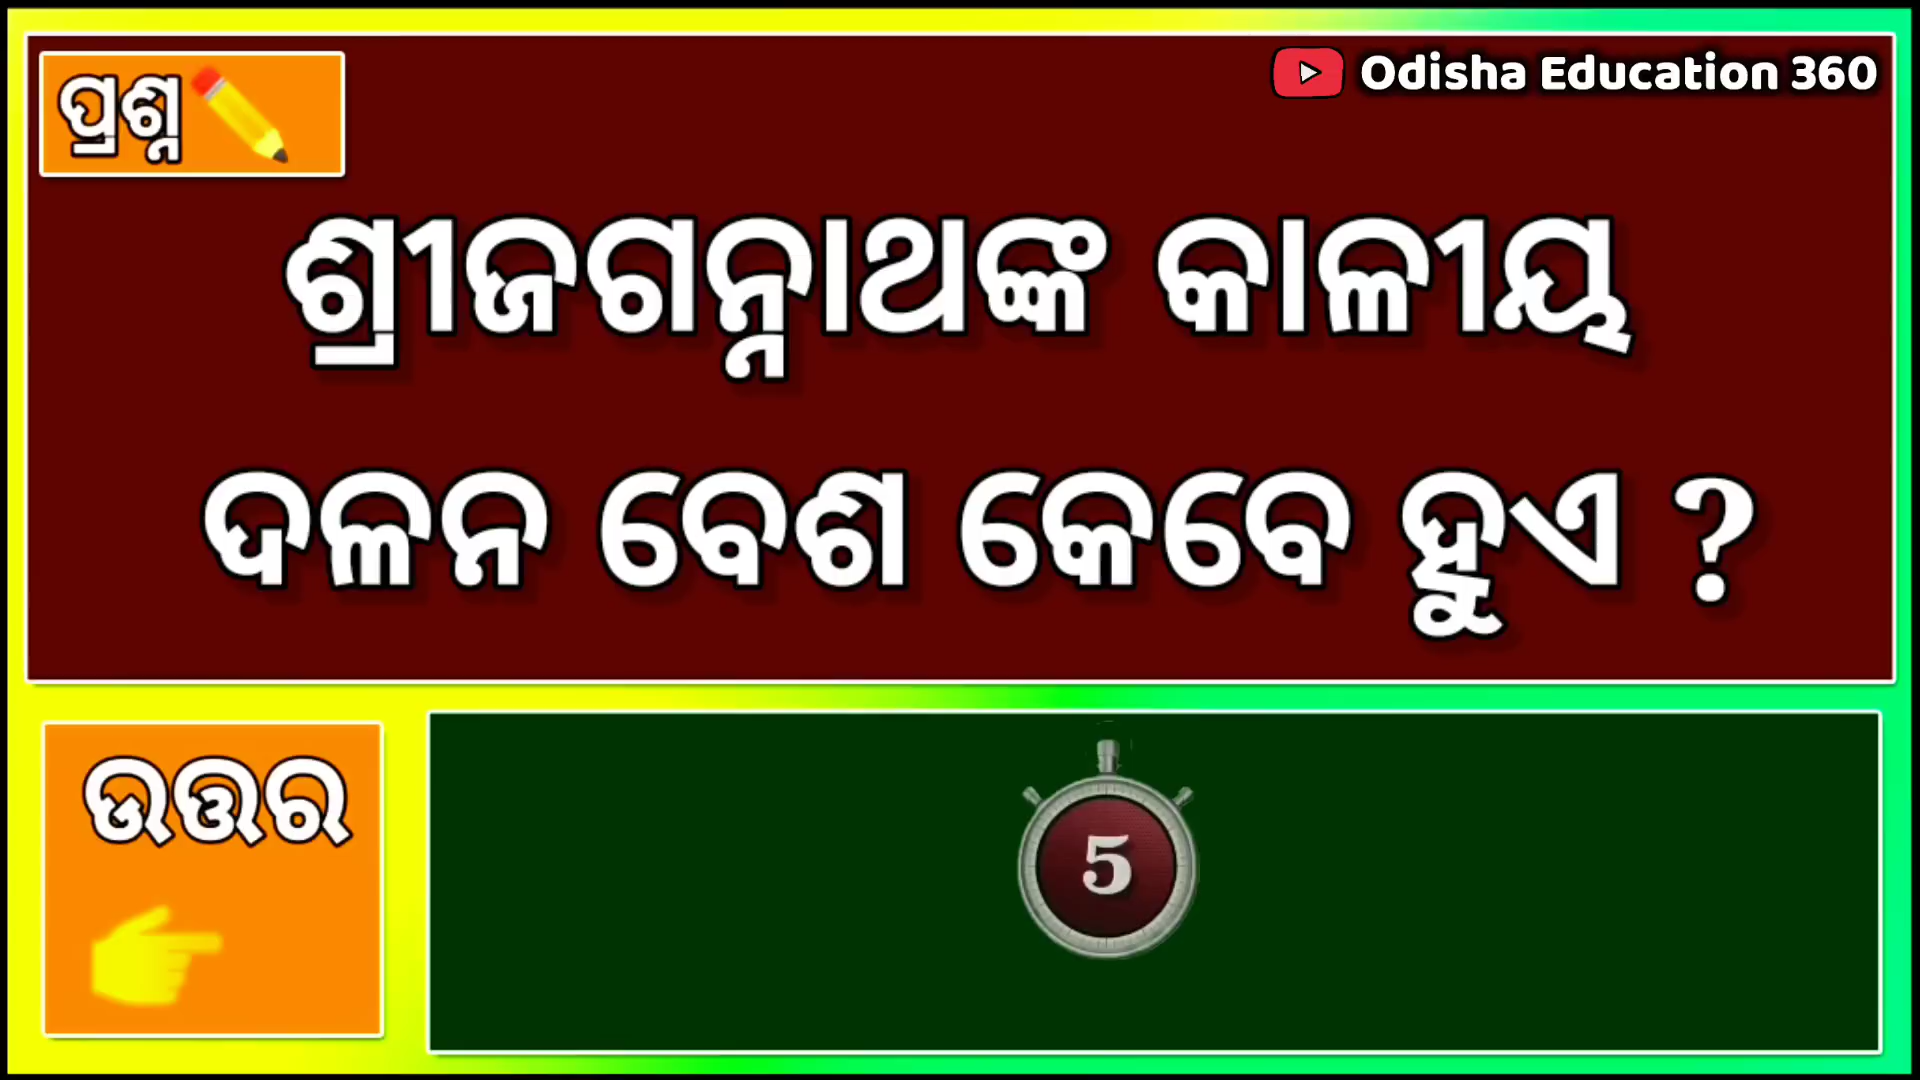 ପ୍ରଶ୍ନ
Odisha Education 360
ଶ୍ରୀଜଗନ୍ନାଥଙ୍କ କାଳୀୟ
ଦଳନ ବେଶ କେବେ ହୁଏ ?
ଉତ୍ତର
5